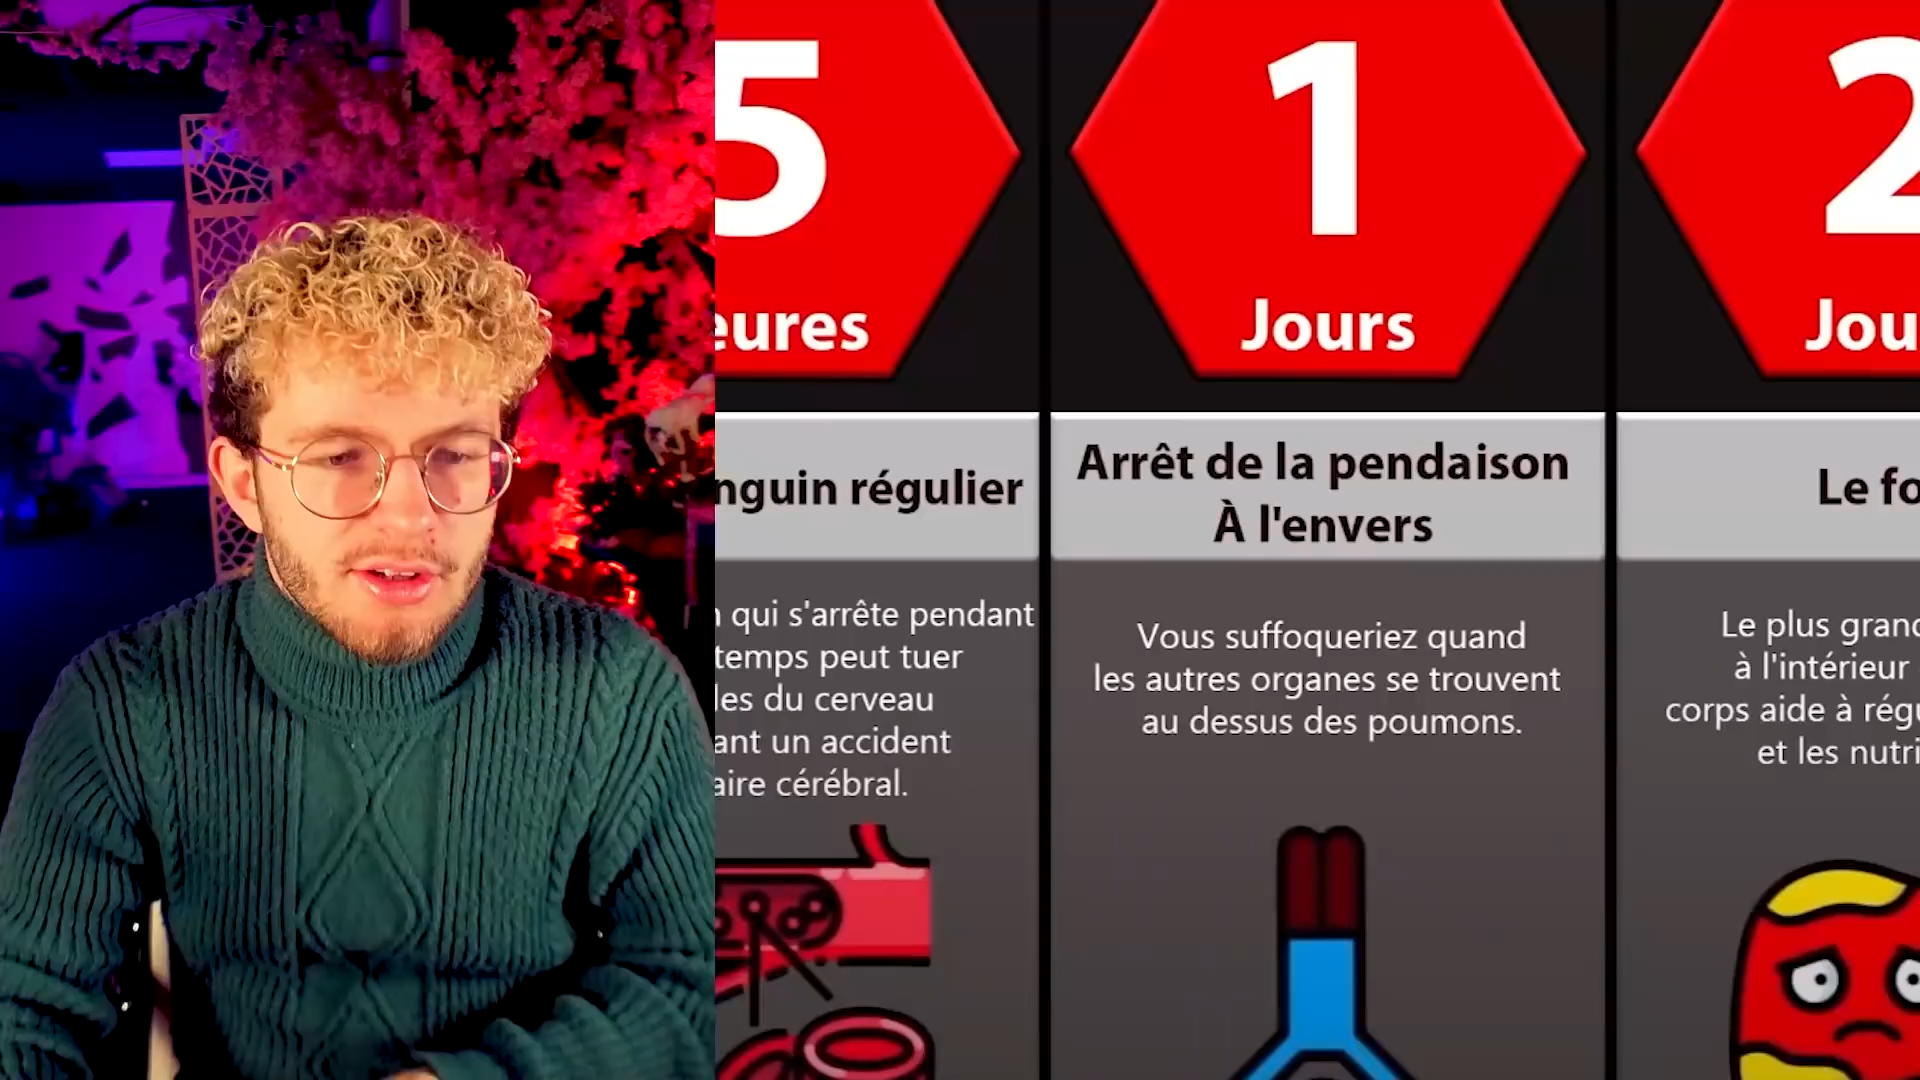 5
eures
nguin régulier
qui s'arrête pendant
temps peut tuer
les du cerveau
ant un accident
aire cérébral.
1
Jours
Arrêt de la pendaison
À l'envers
Vous suffoqueriez quand
les autres organes se trouvent
au dessus des poumons.
2
Jou
Le fo
Le plus grand
à l'intérieur
corps aide à régu
et les nutri